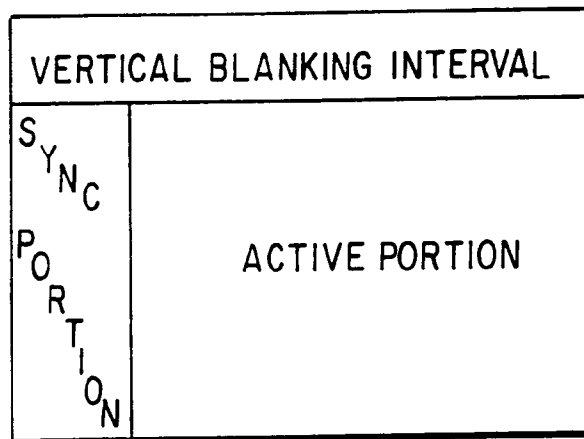 VERTICAL BLANKING INTERVAL
SYNC
PORTION
ACTIVE PORTION